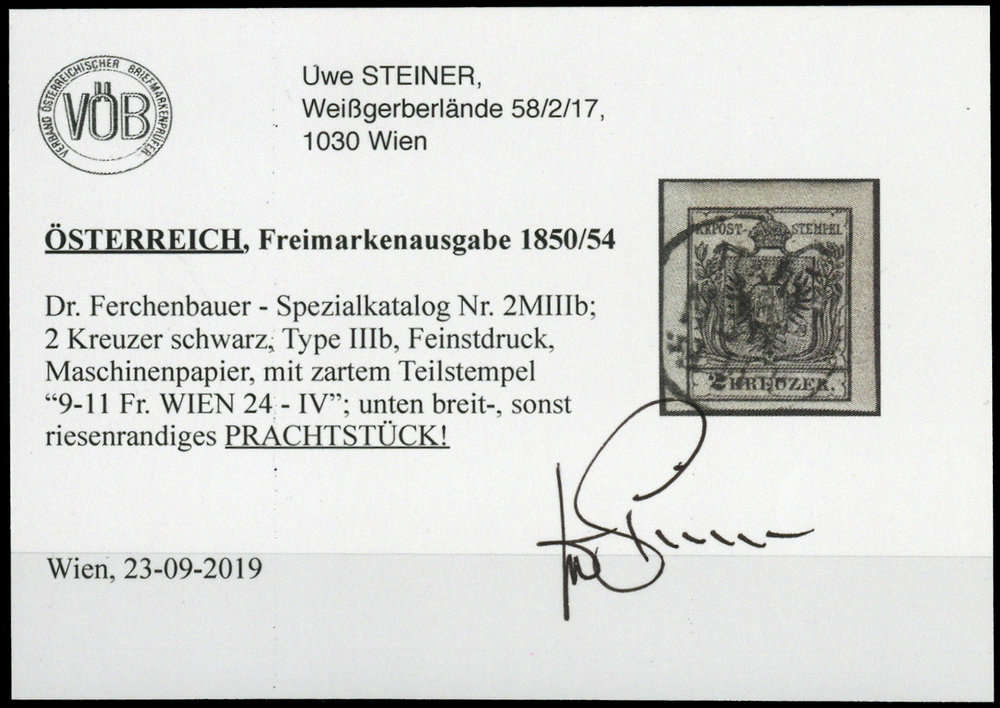 VERBAND ÖSTERREICHISCHER BRIEFMARKENPRÜFER
VÖB
Uwe STEINER,
Weißgerberlände 58/2/17,
1030 Wien
ÖSTERREICH, Freimarkenausgabe 1850/54
Dr. Ferchenbauer - Spezialkatalog Nr. 2MIIIb;
2 Kreuzer schwarz, Type IIIb, Feinstdruck,
Maschinenpapier, mit zartem Teilstempel
“9-11 Fr. WIEN 24 - IV”; unten breit-, sonst
riesenrandiges PRACHTSTÜCK!
KKPOST-STEMPEL
2 KREUZER.
Wien, 23-09-2019